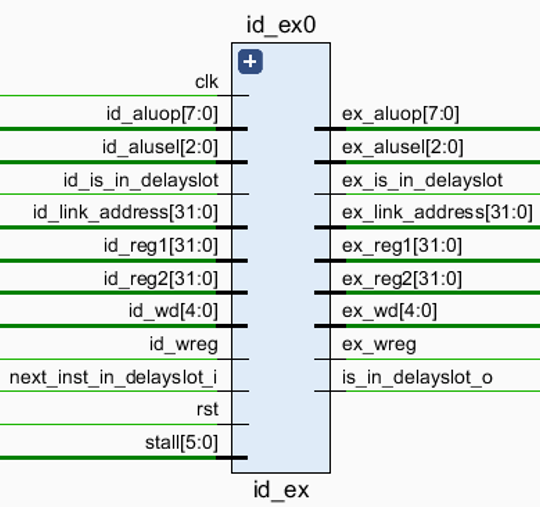 id_ex0
clk
id_aluop[7:0] ex_aluop[7:0]
id_alusel[2:0] ex_alusel[2:0]
id_is_in_delayslot ex_is_in_delayslot
id_link_address[31:0] ex_link_address[31:0]
id_reg1[31:0] ex_reg1[31:0]
id_reg2[31:0] ex_reg2[31:0]
id_wd[4:0] ex_wd[4:0]
id_wreg ex_wreg
next_inst_in_delayslot_i is_in_delayslot_o
rst
stall[5:0]
id_ex